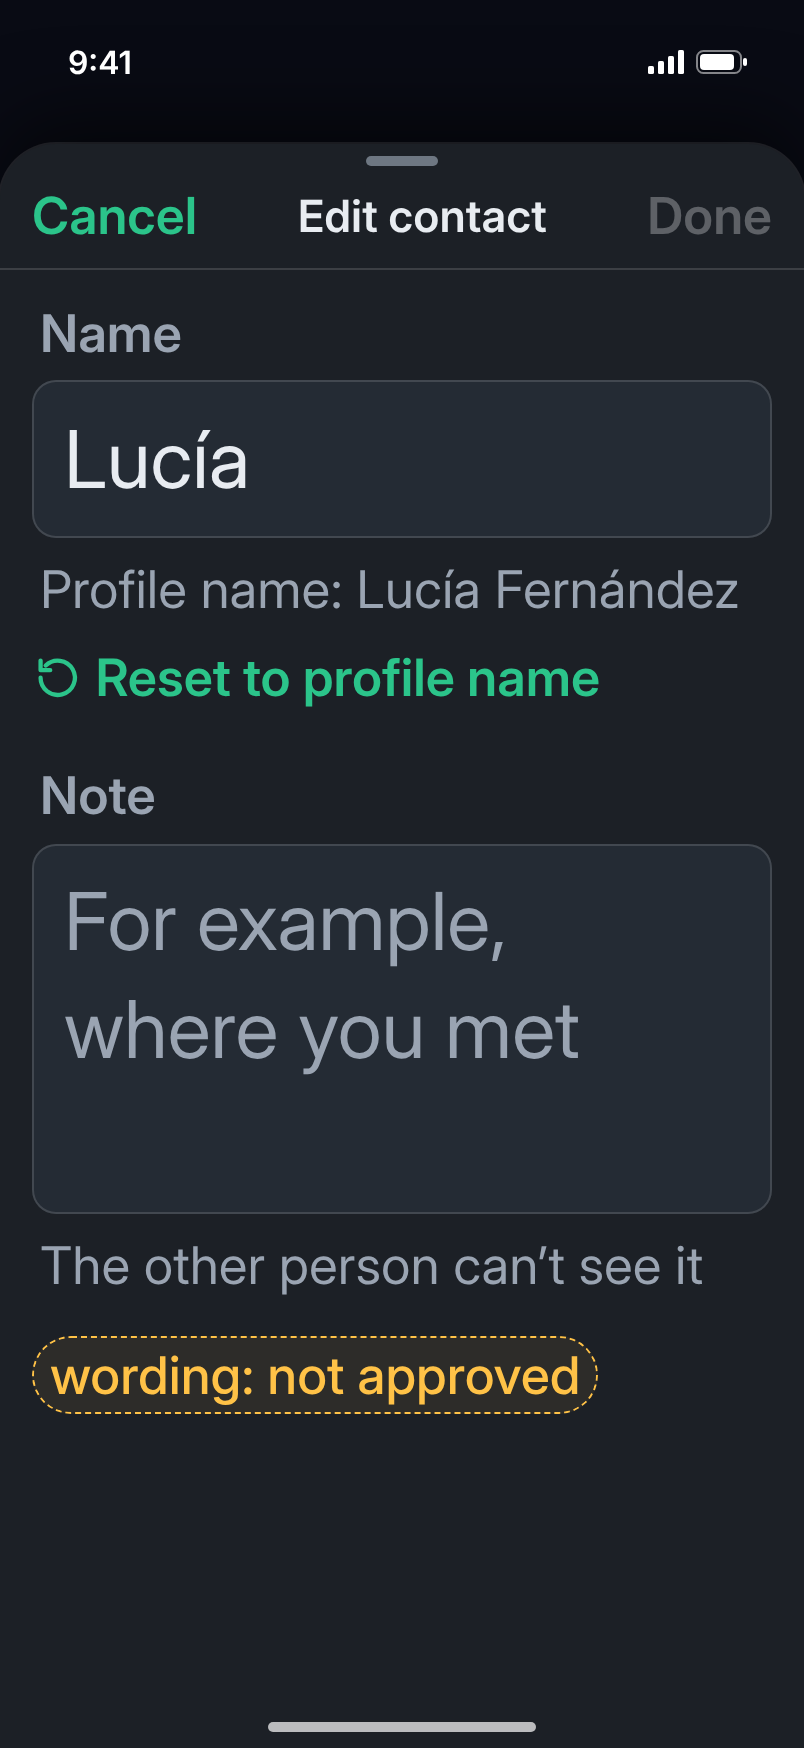 9:41
Cancel Edit contact Done
Name
Lucía
Profile name: Lucía Fernández
Reset to profile name
Note
For example,
where you met
The other person can’t see it
wording: not approved